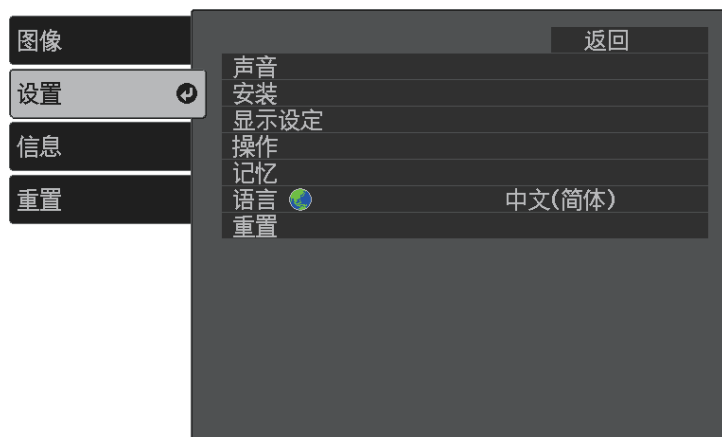 图像
设置
信息
重置
返回
声音
安装
显示设定
操作
记忆
语言 中文(简体)
重置